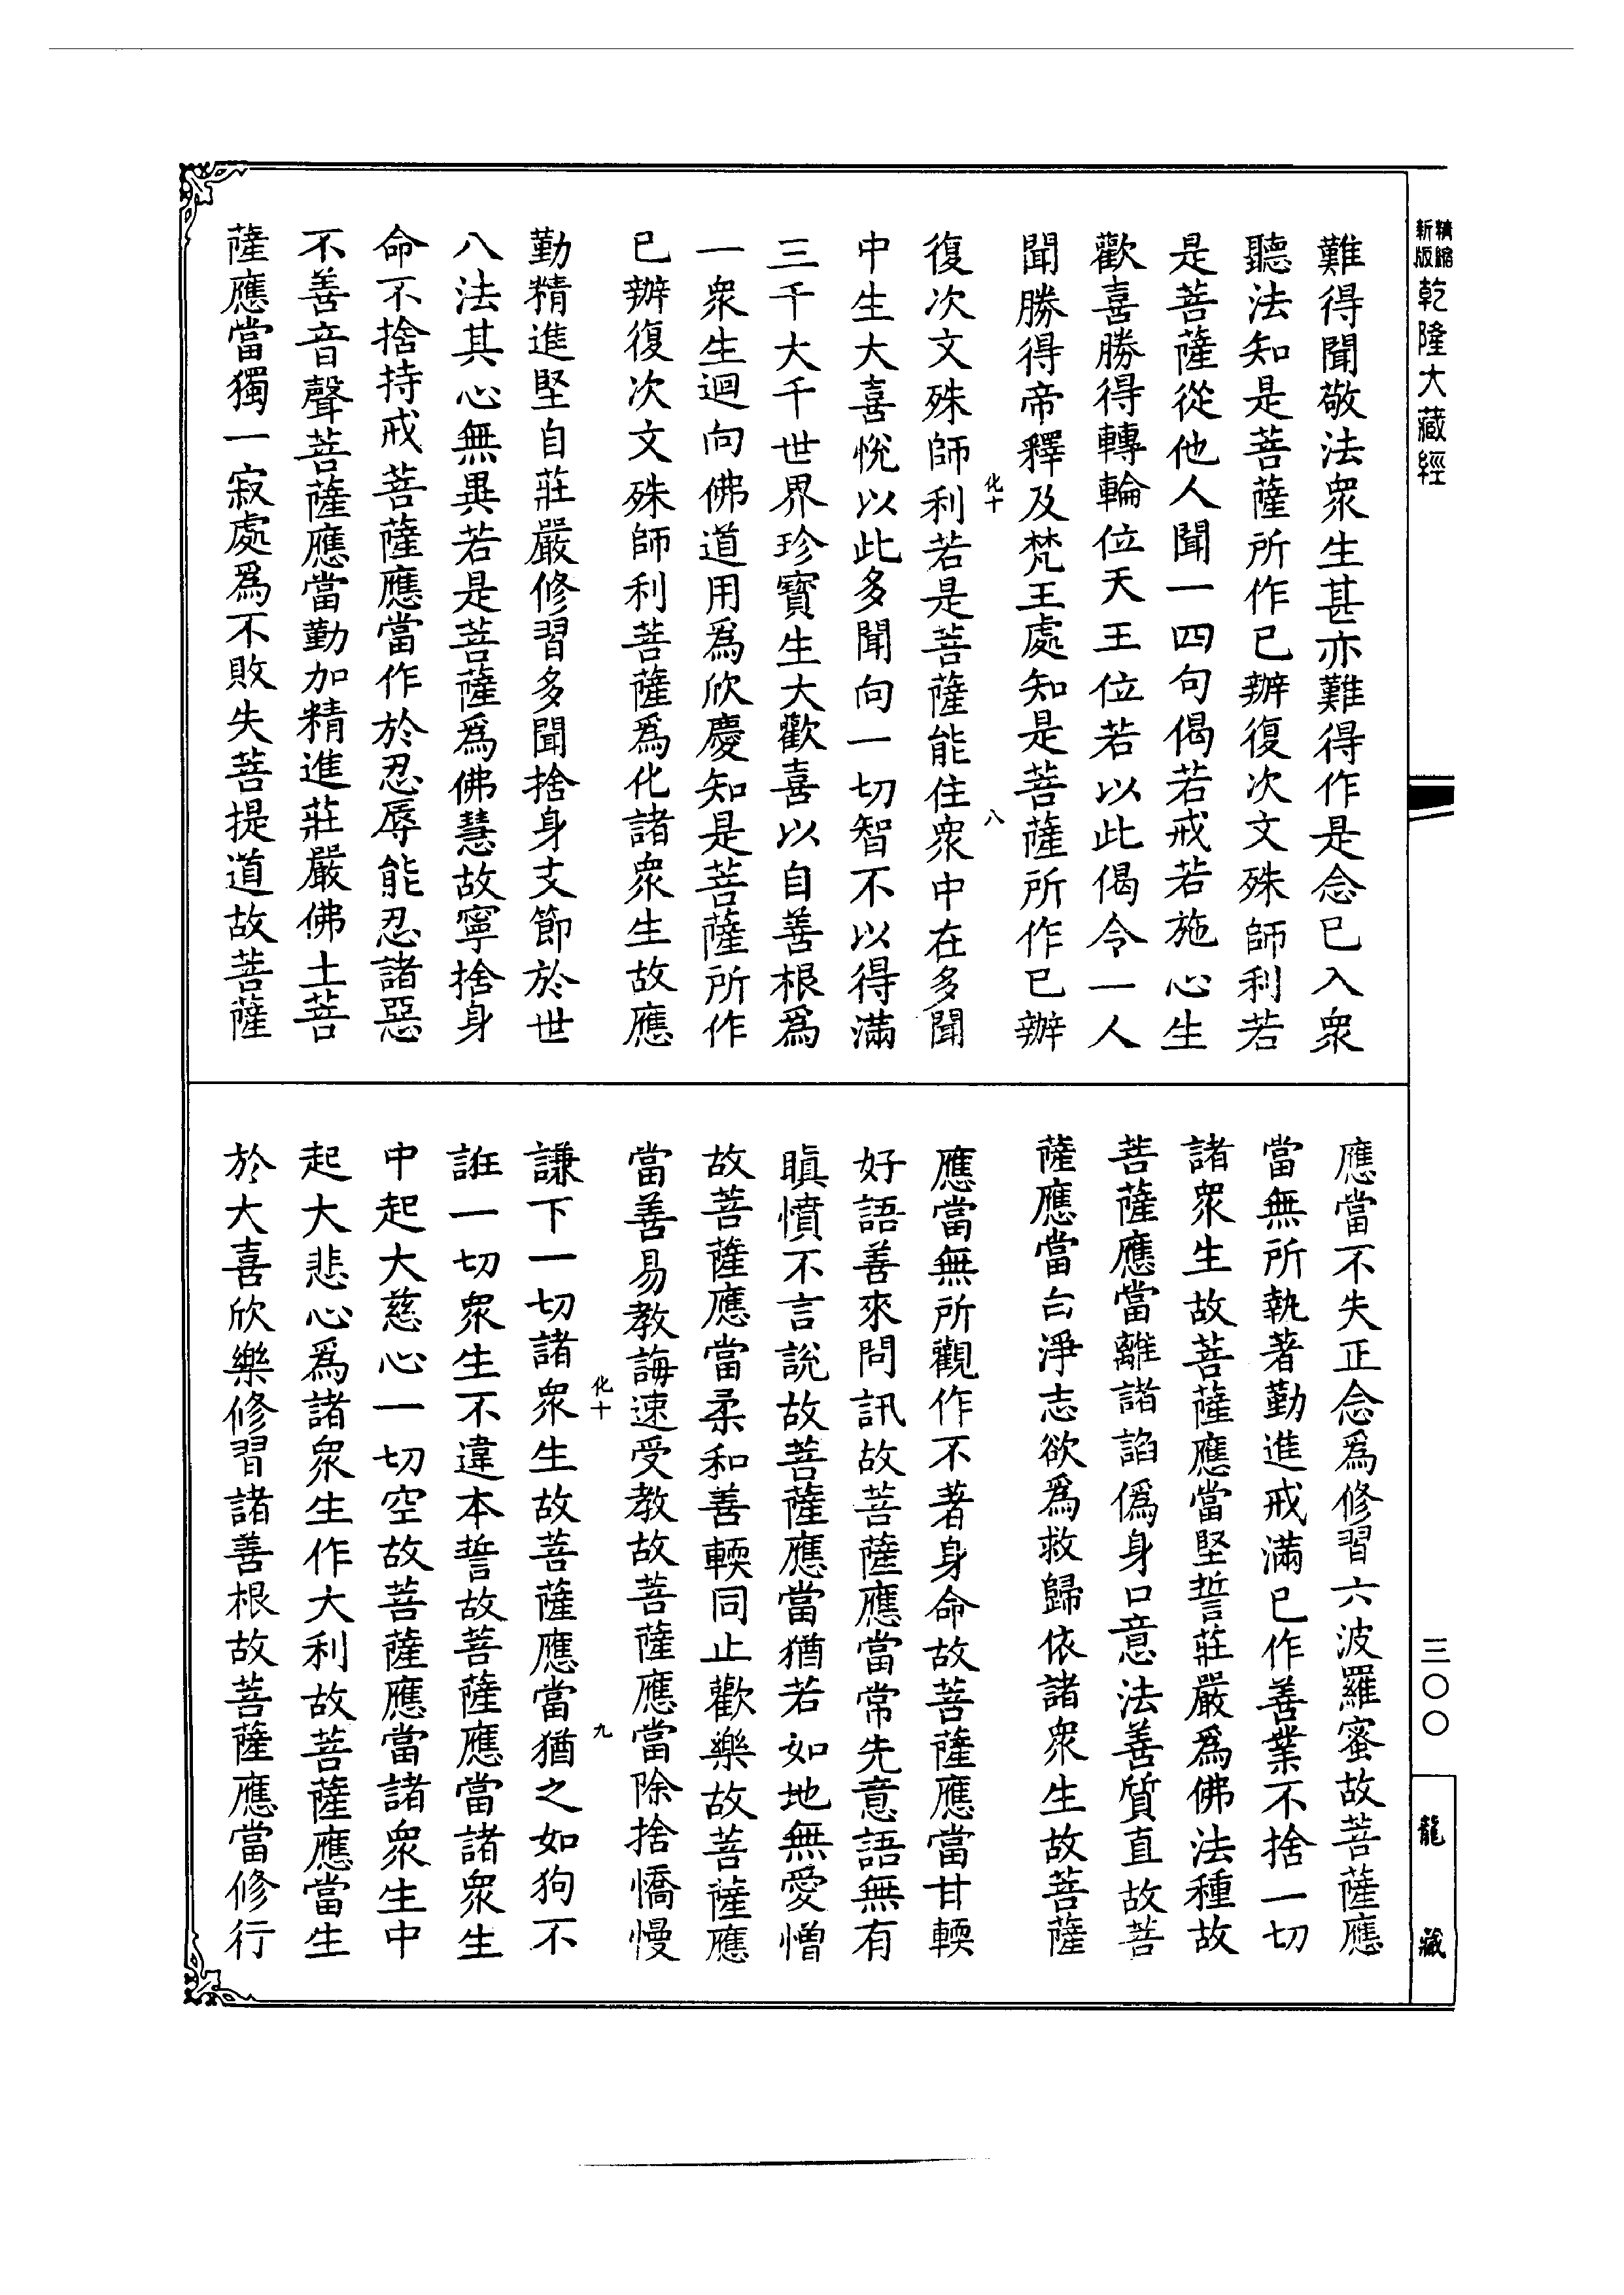 精縮新版乾隆大藏經
難得聞敬法衆生甚亦難得作是念已入衆
聽法知是菩薩所作已辦復次文殊師利若
是菩薩從他人聞一四句偈若戒若施心生
歡喜勝得轉輪位天王位若以此偈令一人
聞勝得帝釋及梵王處知是菩薩所作已辦
化十 八
復次文殊師利若是菩薩能住衆中在多聞
中生大喜悅以此多聞向一切智不以得滿
三千大千世界珍寶生大歡喜以自善根爲
一衆生迴向佛道用爲欣慶知是菩薩所作
已辦復次文殊師利菩薩爲化諸衆生故應
勤精進堅自莊嚴修習多聞捨身支節於世
八法其心無異若是菩薩爲佛慧故寧捨身
命不捨持戒菩薩應當作於忍辱能忍諸惡
不善音聲菩薩應當勤加精進莊嚴佛土菩
薩應當獨一寂處爲不敗失菩提道故菩薩
應當不失正念爲修習六波羅蜜故菩薩應
當無所執著勤進戒滿已作善業不捨一切
諸衆生故菩薩應當堅誓莊嚴爲佛法種故
菩薩應當離諸諂僞身口意法善質直故菩
薩應當白淨志欲爲救歸依諸衆生故菩薩
應當無所觀作不著身命故菩薩應當甘輭
好語善來問訊故菩薩應當常先意語無有
瞋憤不言說故菩薩應當猶若如地無愛憎
故菩薩應當柔和善輭同止歡樂故菩薩應
當善易教誨速受教故菩薩應當除捨憍慢
化十 九
謙下一切諸衆生故菩薩應當猶之如狗不
誑一切衆生不違本誓故菩薩應當諸衆生
中起大慈心一切空故菩薩應當諸衆生中
起大悲心爲諸衆生作大利故菩薩應當生
於大喜欣樂修習諸善根故菩薩應當修行
三〇〇
龍藏